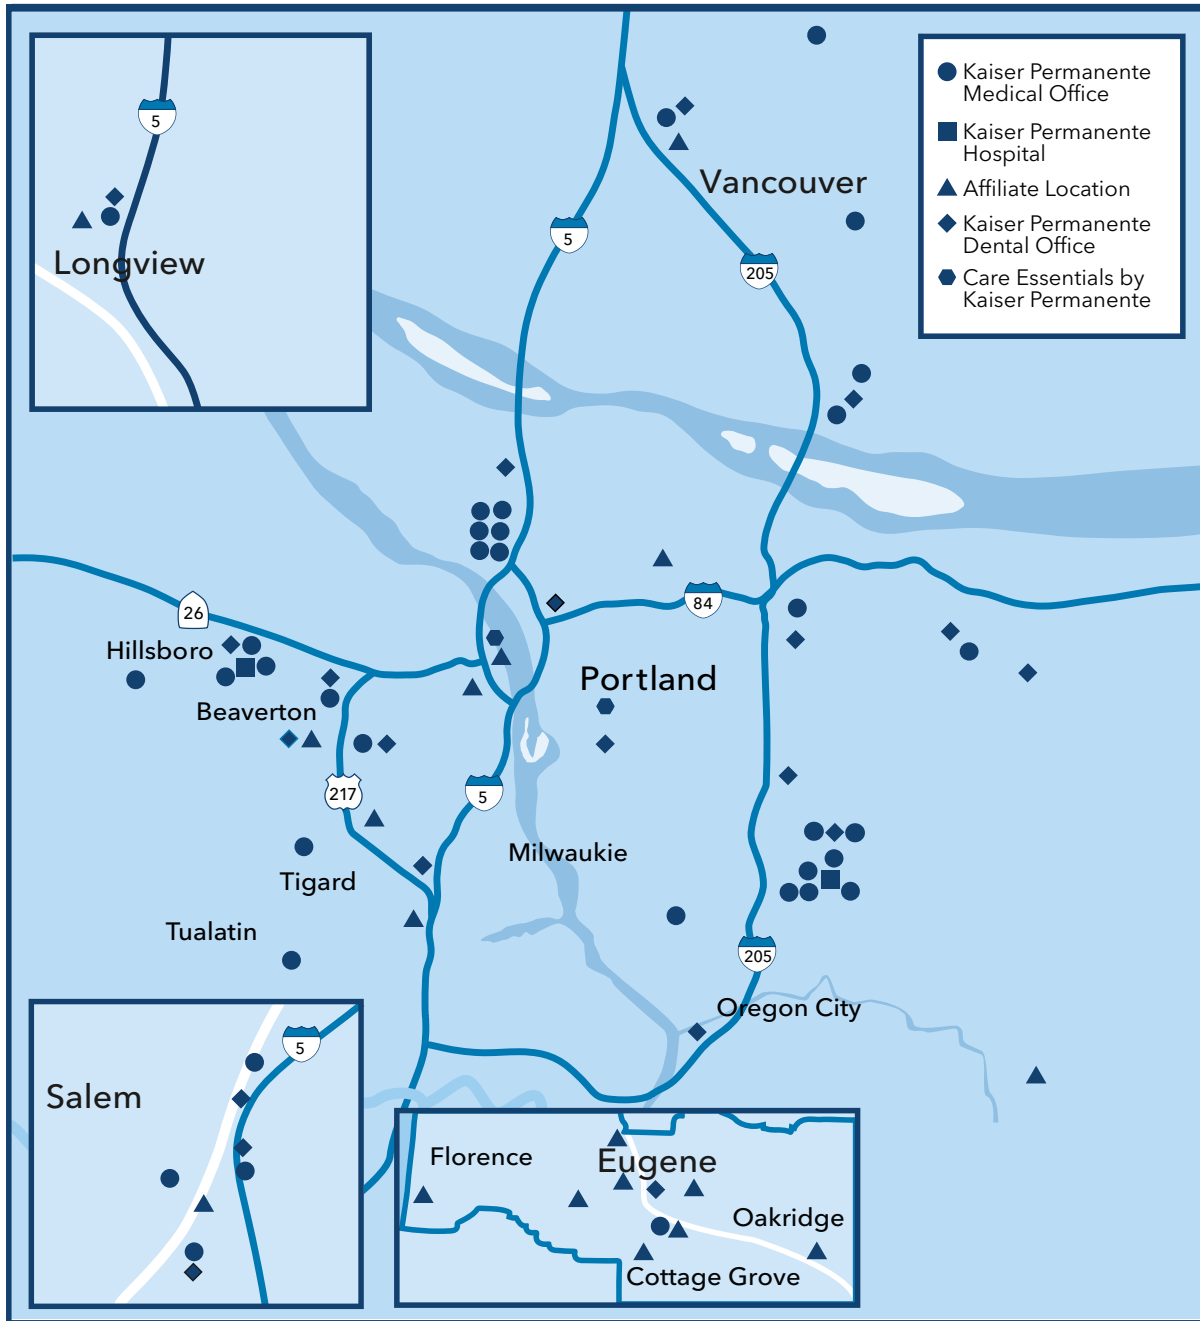 5
Longview
Kaiser Permanente
Medical Office
Kaiser Permanente
Hospital
Affiliate Location
Kaiser Permanente
Dental Office
Care Essentials by
Kaiser Permanente
Vancouver
5
205
84
26
Hillsboro
Portland
Beaverton
217
5
Milwaukie
Tigard
Tualatin
205
Oregon City
5
Salem
Florence
Eugene
Oakridge
Cottage Grove